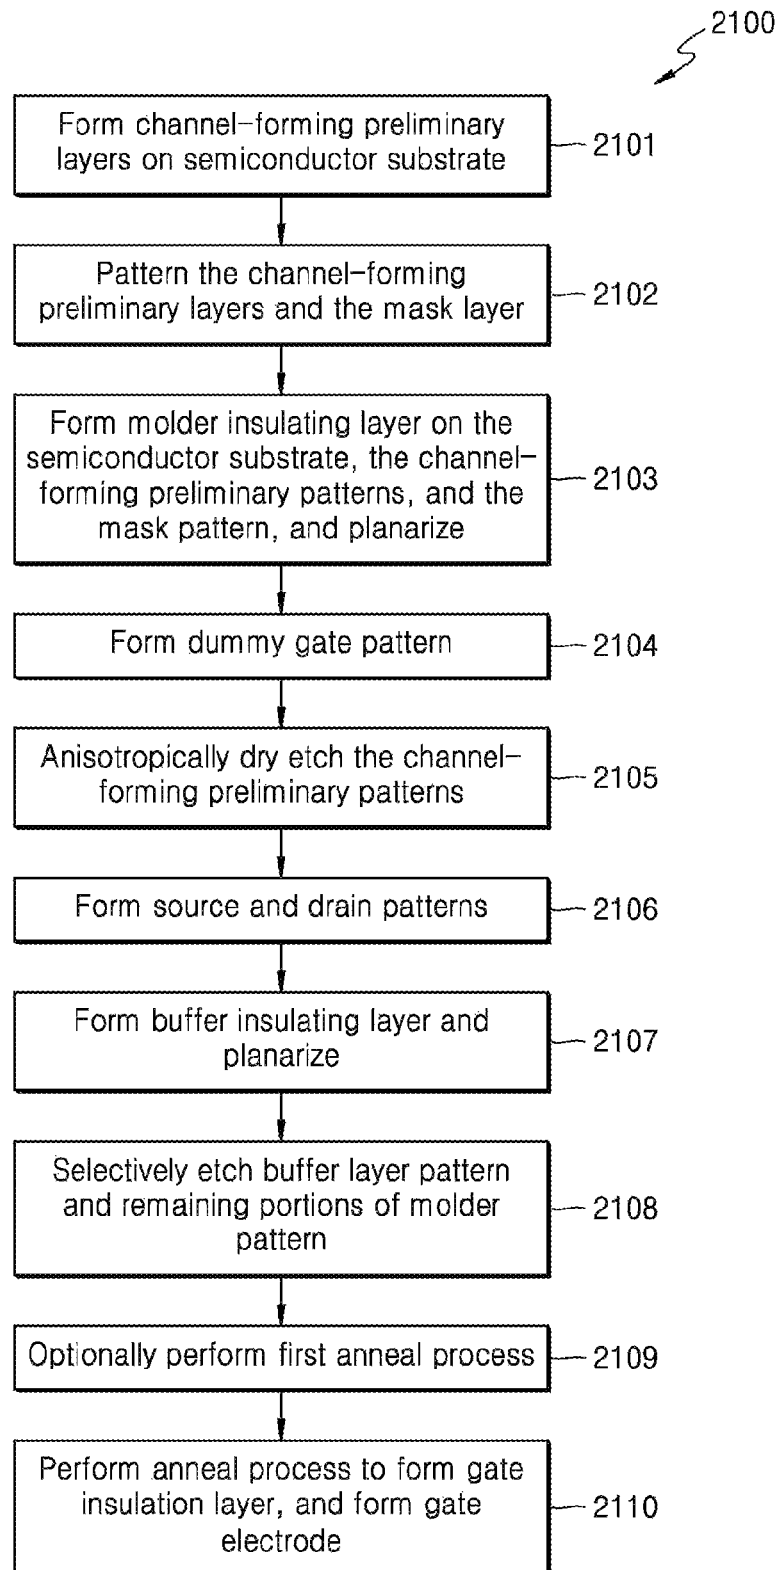 2100
Form channel-forming preliminary
layers on semiconductor substrate
2101
Pattern the channel-forming
preliminary layers and the mask layer
2102
Form molder insulating layer on the
semiconductor substrate, the channel-
forming preliminary patterns, and the
mask pattern, and planarize
2103
Form dummy gate pattern
2104
Anisotropically dry etch the channel-
forming preliminary patterns
2105
Form source and drain patterns
2106
Form buffer insulating layer and
planarize
2107
Selectively etch buffer layer pattern
and remaining portions of molder
pattern
2108
Optionally perform first anneal process
2109
Perform anneal process to form gate
insulation layer, and form gate
electrode
2110